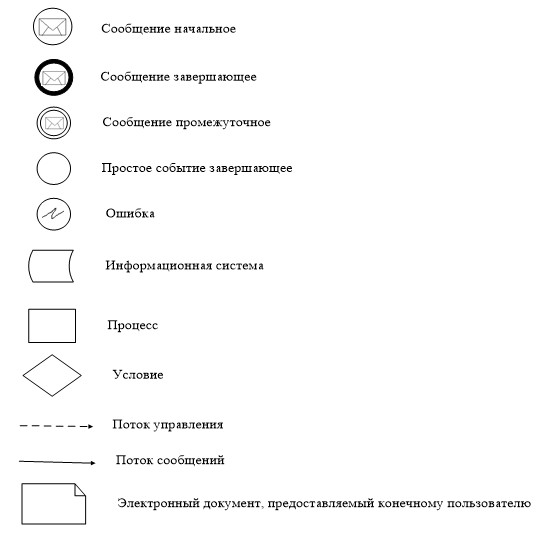 Сообщение начальное
Сообщение завершающее
Сообщение промежуточное
Простое событие завершающее
Ошибка
Информационная система
Процесс
Условие
Поток управления
Поток сообщений
Электронный документ, предоставляемый конечному пользователю